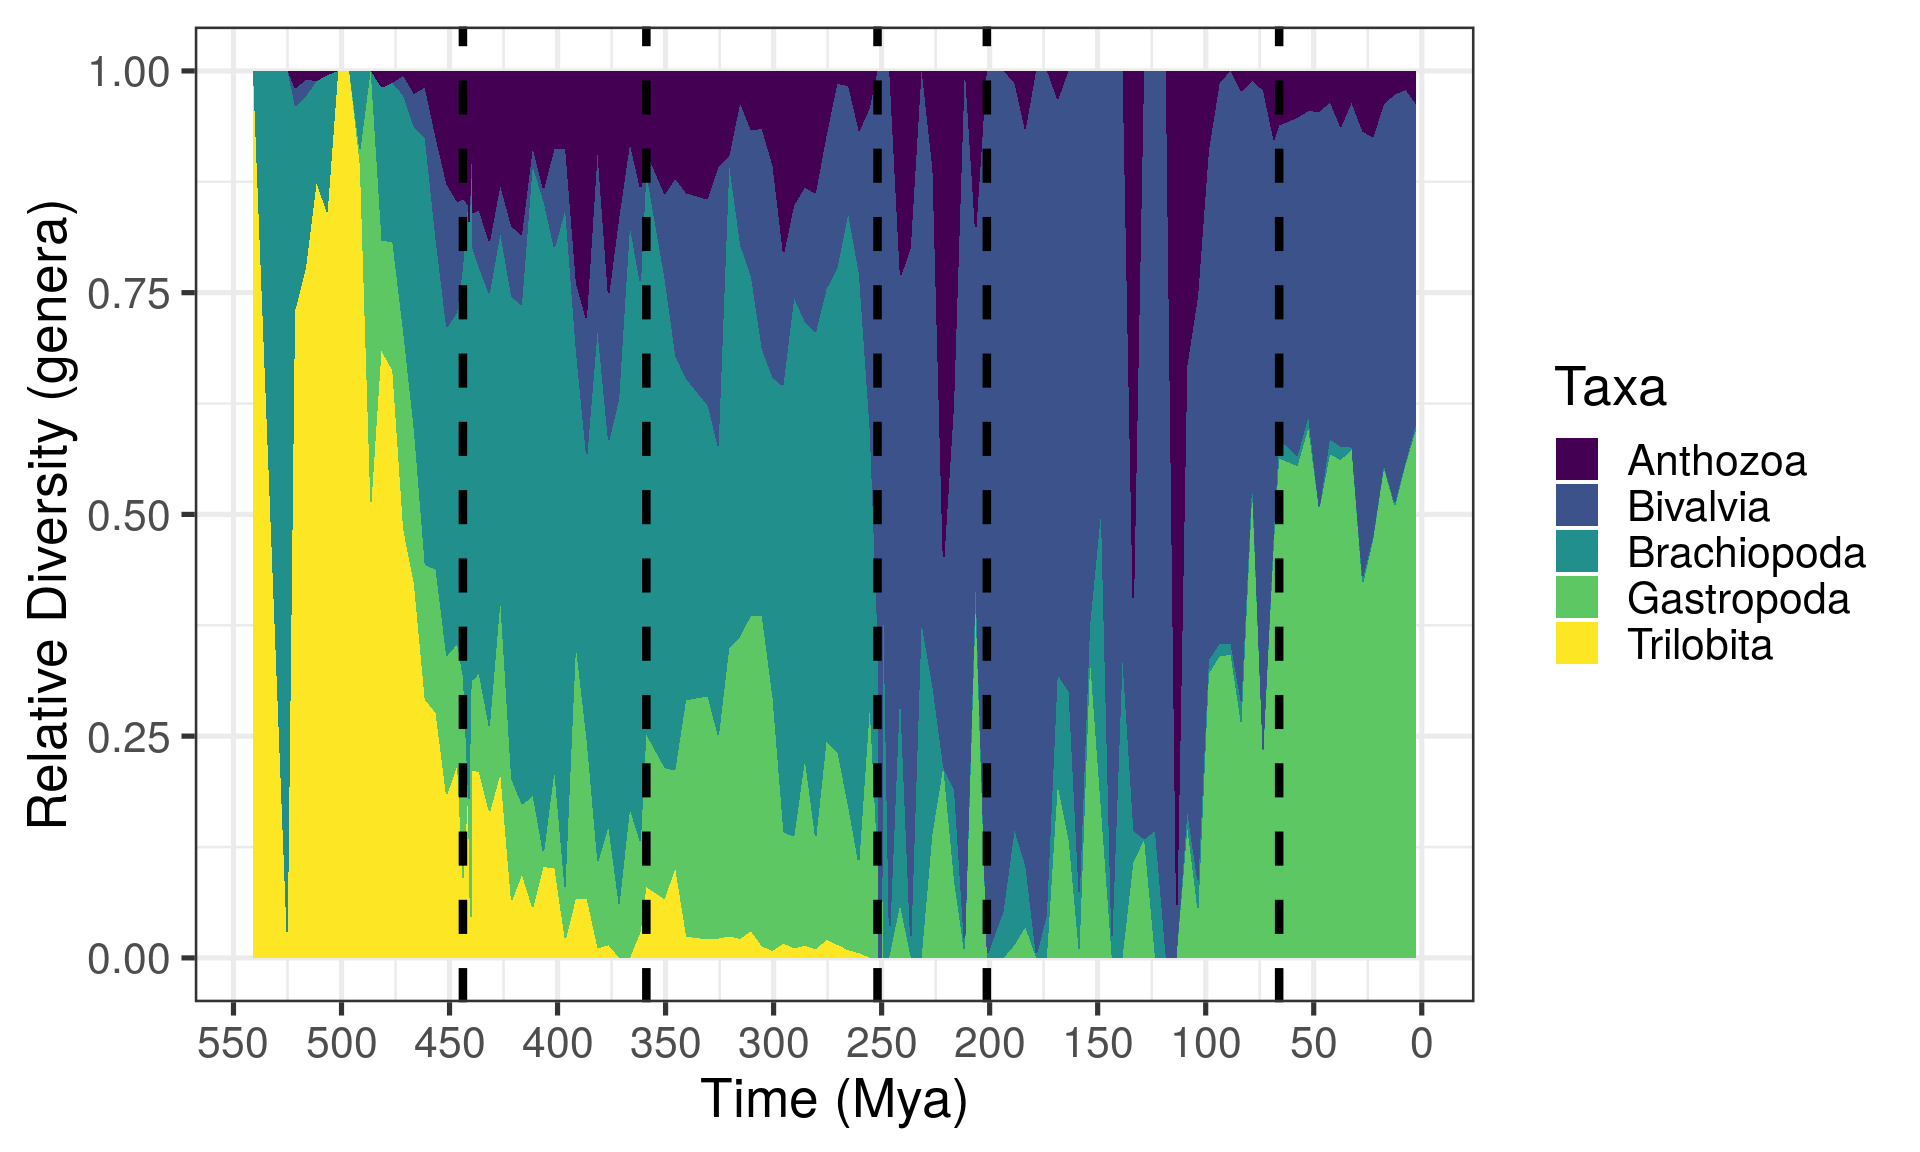 Relative Diversity (genera)
1.00
0.75
0.50
0.25
0.00
550 500 450 400 350 300 250 200 150 100 50 0
Time (Mya)
Taxa
Anthozoa
Bivalvia
Brachiopoda
Gastropoda
Trilobita